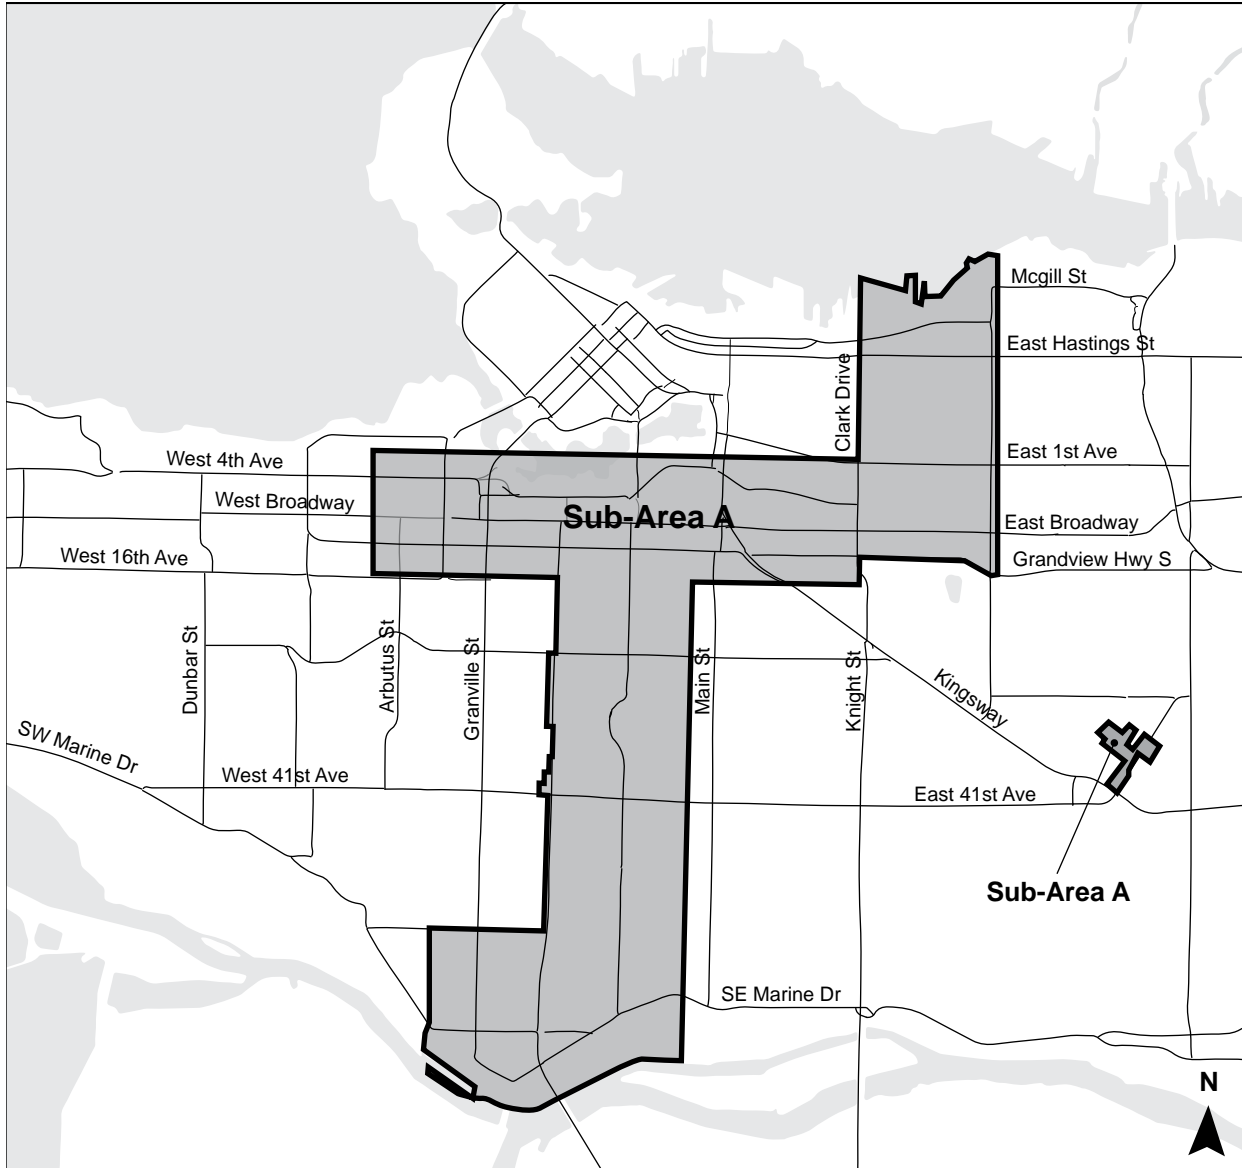 Mcgill St
East Hastings St
Clark Drive
West 4th Ave
East 1st Ave
West Broadway
Sub-Area A
East Broadway
West 16th Ave
Grandview Hwy S
Dunbar St
Arbutus St
Granville St
Main St
Knight St
Kingsway
SW Marine Dr
West 41st Ave
East 41st Ave
Sub-Area A
SE Marine Dr
N